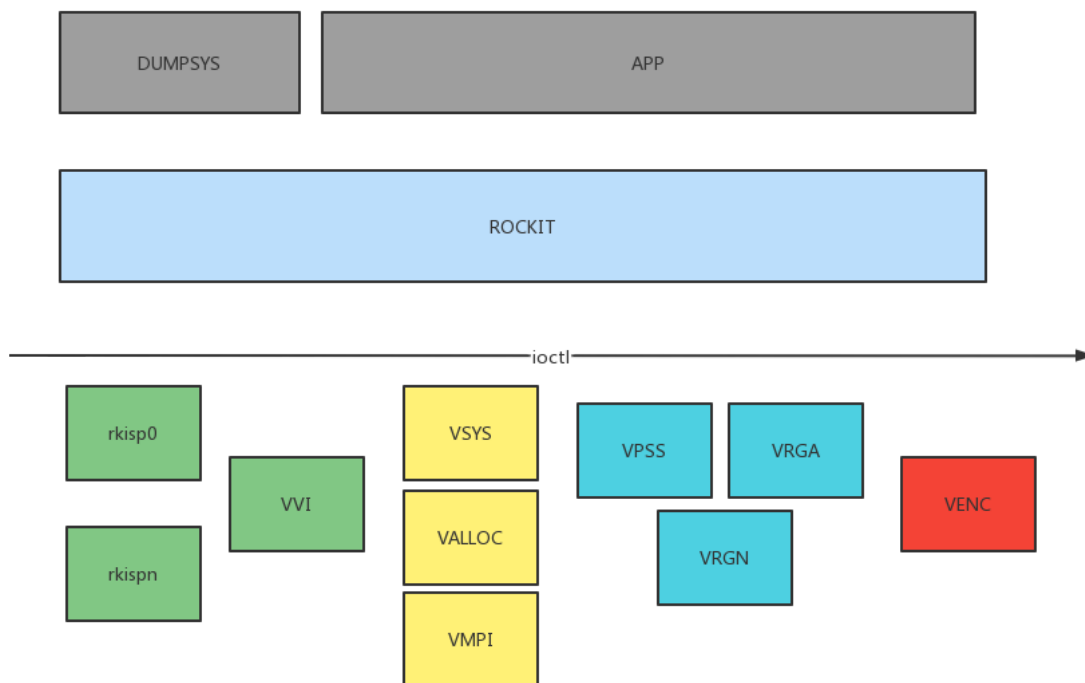 DUMPSYS
APP
ROCKIT
ioctl
rkisp0
VSYS
VPSS
VRGA
VVI
VENC
VALLOC
rkispn
VRGN
VMPI